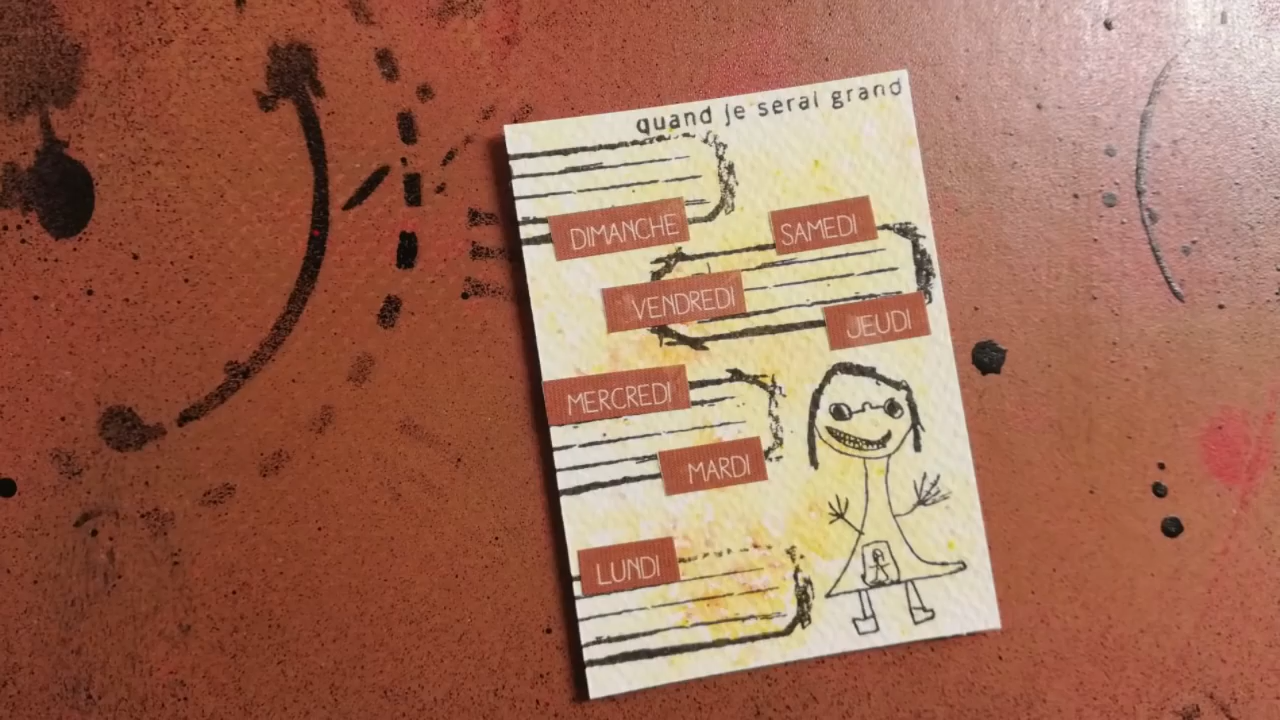 quand je serai grand
DIMANCHE
SAMEDI
VENDREDI
JEUDI
MERCREDI
MARDI
LUNDI